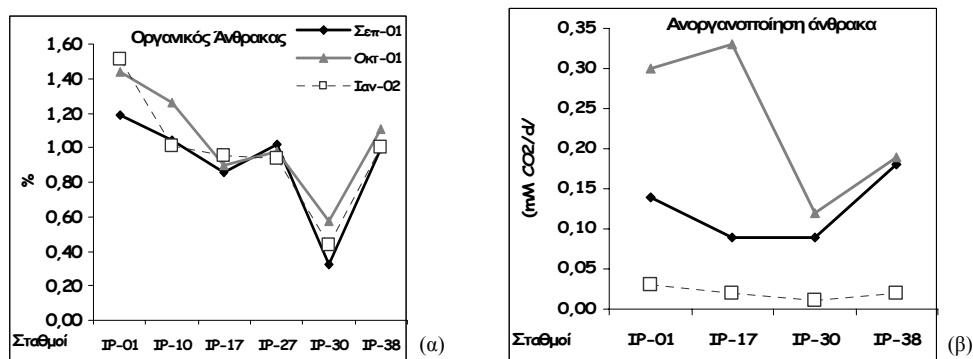 Οργανικός Άνθρακας
Σεπ-01
Οκτ-01
Ιαν-02
1,60
1,40
1,20
1,00
0,80
0,60
0,40
0,20
0,00
%
Σταθμοί
IP-01 IP-10 IP-17 IP-27 IP-30 IP-38
(α)
Ανοργανοποίηση άνθρακα
0,35
0,30
0,25
0,20
0,15
0,10
0,05
0,00
(mM CO2/d/
Σταθμοί
IP-01 IP-17 IP-30 IP-38
(β)